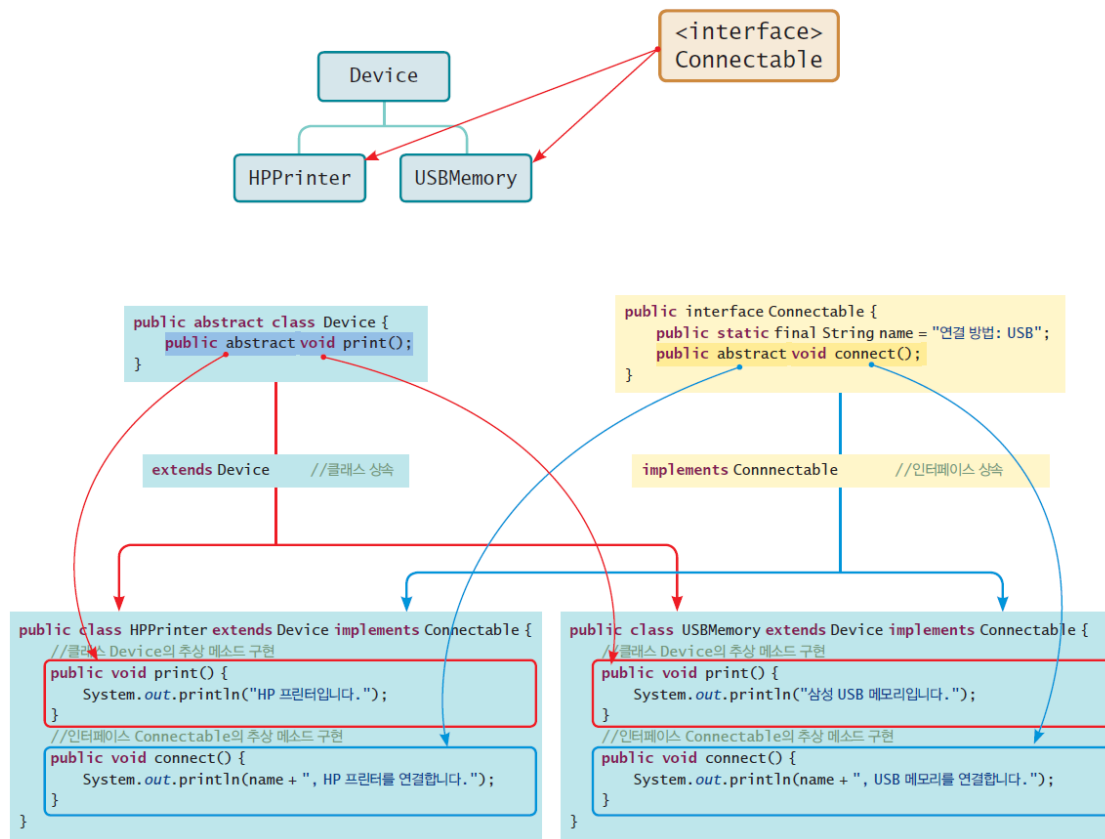 <interface>
Connectable
Device
HPPrinter
USBMemory
public abstract class Device {
public abstract void print();
}
public interface Connectable {
public static final String name = "연결 방법: USB";
public abstract void connect();
}
extends Device //클래스 상속
implements Connnectable //인터페이스 상속
public class HPPrinter extends Device implements Connectable {
//클래스 Device의 추상 메소드 구현
public void print() {
System.out.println("HP 프린터입니다.");
}
//인터페이스 Connectable의 추상 메소드 구현
public void connect() {
System.out.println(name + ", HP 프린터를 연결합니다.");
}
}
public class USBMemory extends Device implements Connectable {
//클래스 Device의 추상 메소드 구현
public void print() {
System.out.println("삼성 USB 메모리입니다.");
}
//인터페이스 Connectable의 추상 메소드 구현
public void connect() {
System.out.println(name + ", USB 메모리를 연결합니다.");
}
}